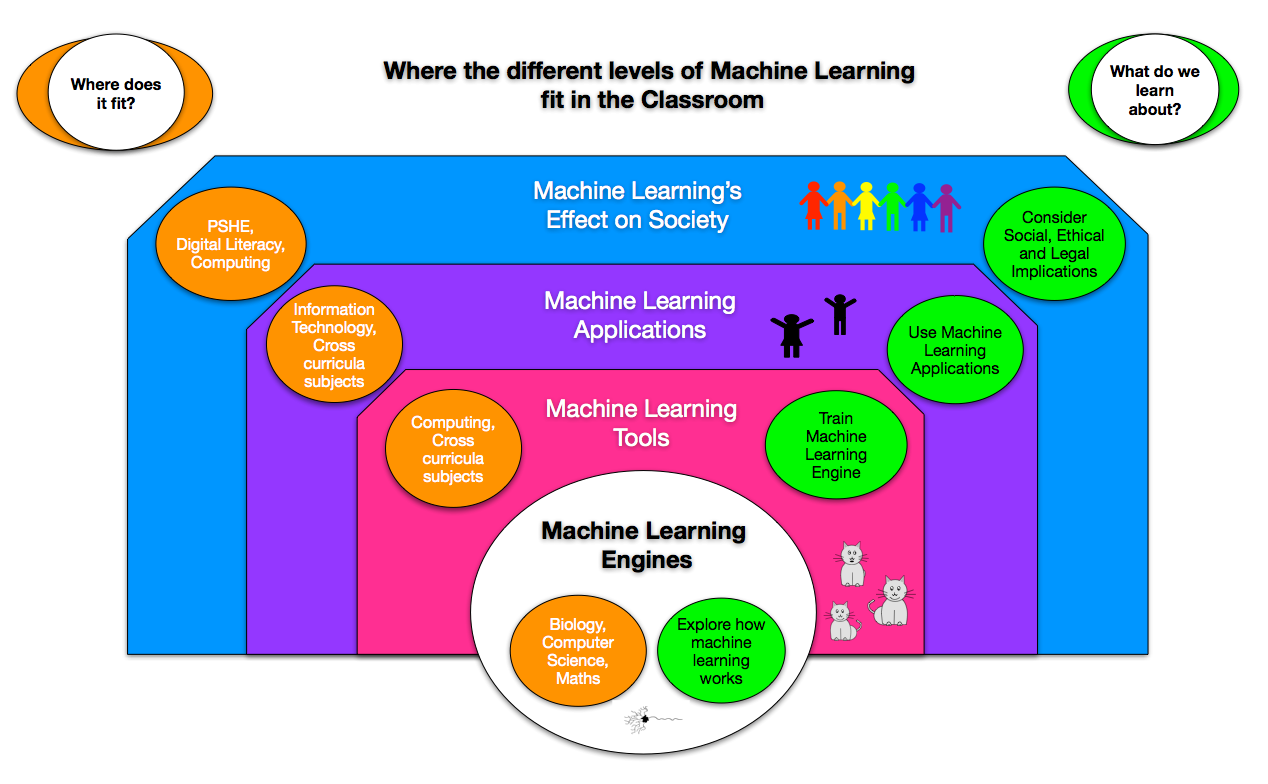 Where does
it fit?
Where the different levels of Machine Learning
fit in the Classroom
What do we
learn
about?
Machine Learning's
Effect on Society
PSHE,
Digital Literacy,
Computing
Consider
Social, Ethical
and Legal
Implications
Machine Learning
Applications
Information
Technology,
Cross
curricula
subjects
Use Machine
Learning
Applications
Machine Learning
Tools
Computing,
Cross
curricula
subjects
Train
Machine
Learning
Engine
Machine Learning
Engines
Biology,
Computer
Science,
Maths
Explore how
machine
learning
works